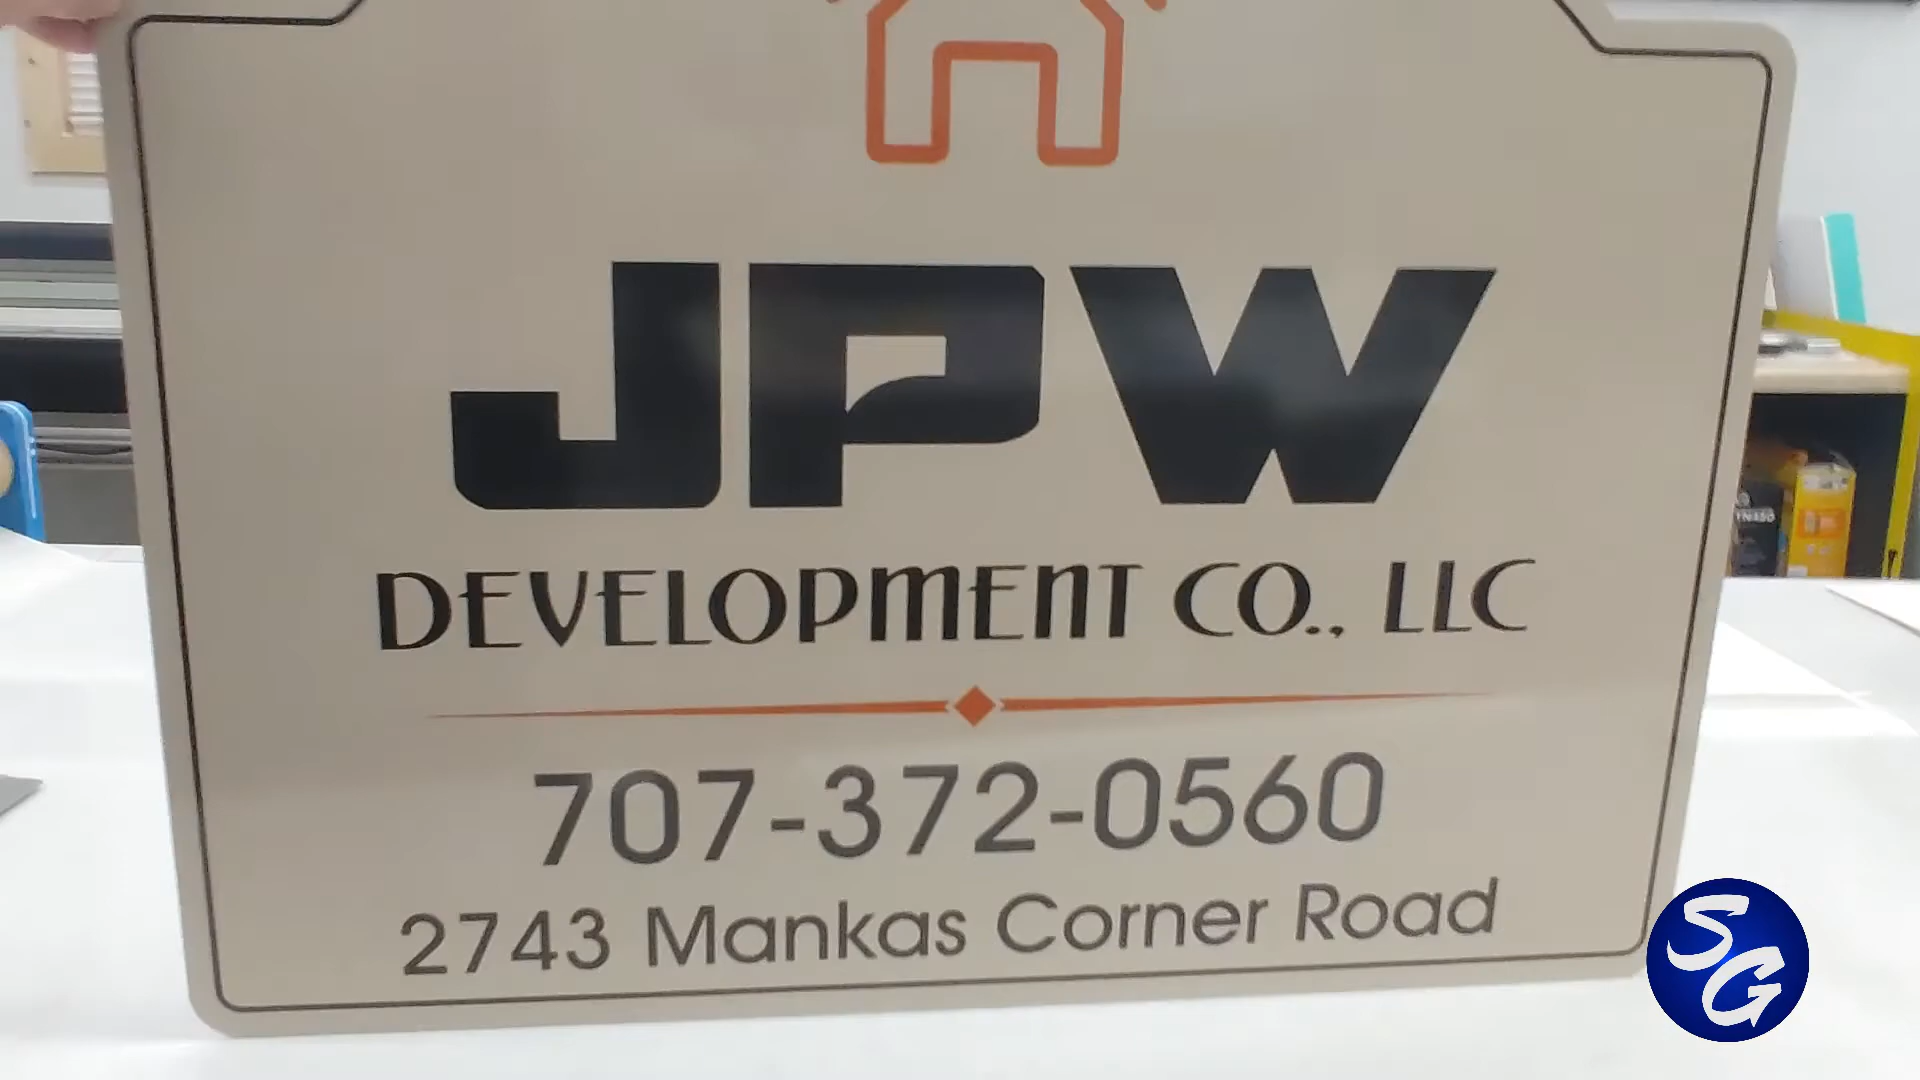 JPW
DEVELOPMENT CO., LLC
707-372-0560
2743 Mankas Corner Road
SG